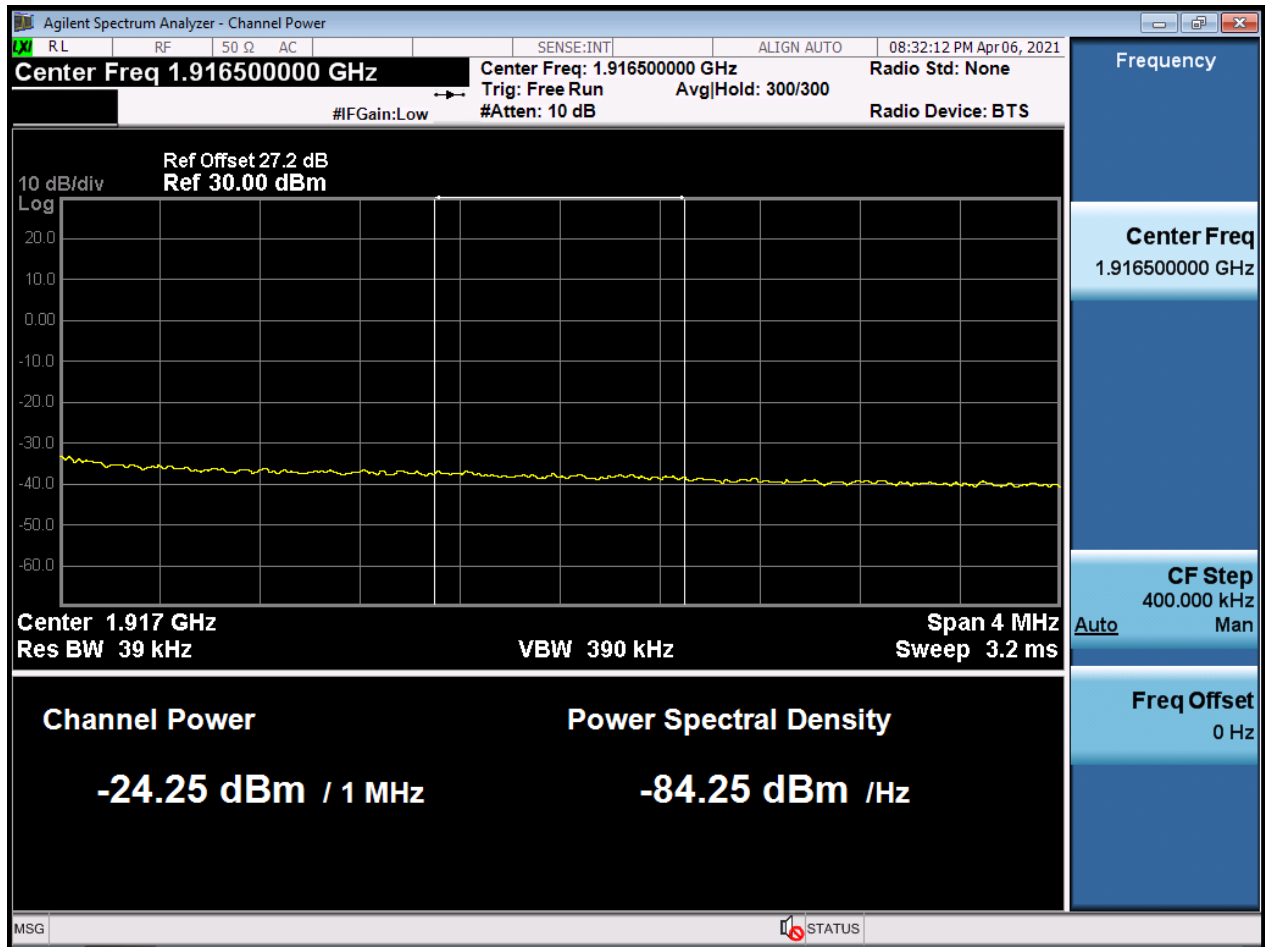 Agilent Spectrum Analyzer - Channel Power
LXI RL RF 50 Ω AC SENSE:INT ALIGN AUTO 08:32:12 PM Apr 06, 2021
Center Freq 1.916500000 GHz
#IFGain:Low
Center Freq: 1.916500000 GHz
Trig: Free Run Avg|Hold: 300/300
#Atten: 10 dB
Radio Std: None
Radio Device: BTS
Ref Offset 27.2 dB
10 dB/div Ref 30.00 dBm
Log
20.0
10.0
0.00
-10.0
-20.0
-30.0
-40.0
-50.0
-60.0
Center 1.917 GHz Span 4 MHz
Res BW 39 kHz VBW 390 kHz Sweep 3.2 ms
Channel Power Power Spectral Density
-24.25 dBm / 1 MHz -84.25 dBm /Hz
Frequency
Center Freq
1.916500000 GHz
CF Step
400.000 kHz
Auto Man
Freq Offset
0 Hz
MSG STATUS